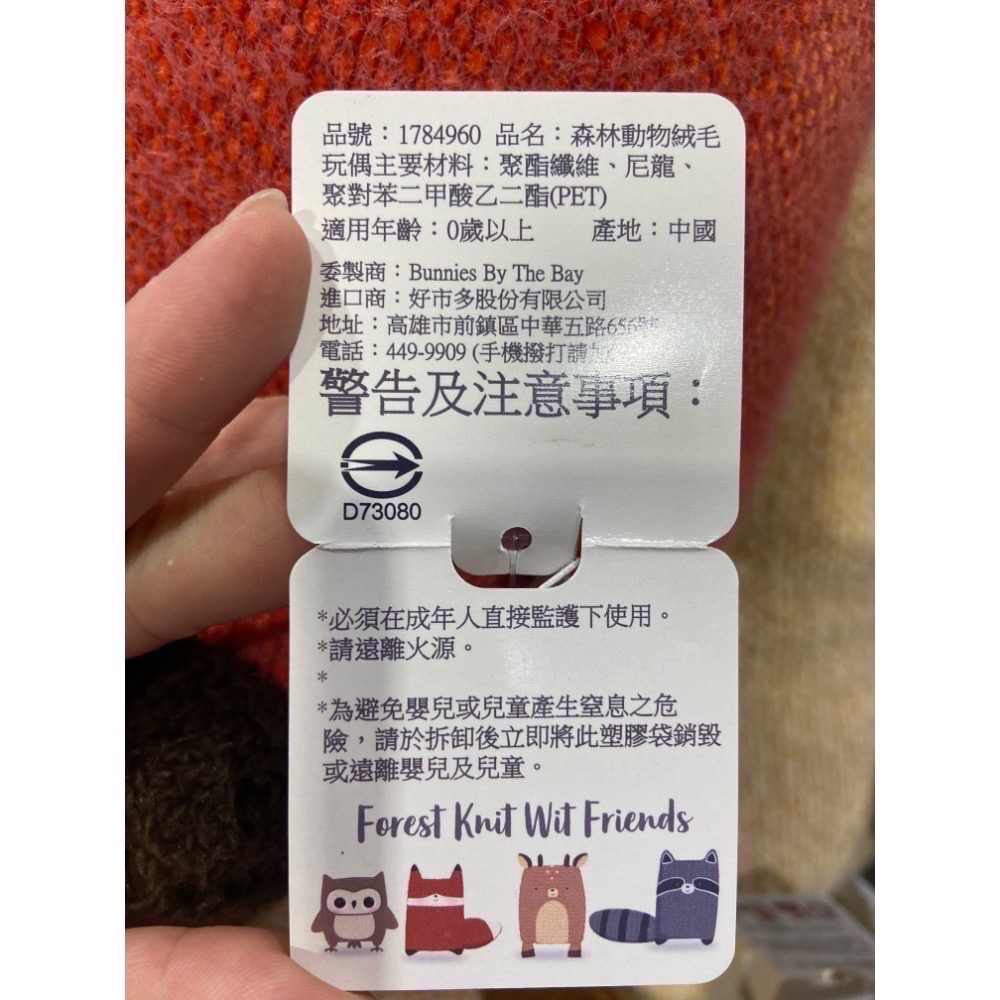 品號：1784960 品名：森林動物絨毛
玩偶主要材料：聚酯纖維、尼龍、
聚對苯二甲酸乙二酯(PET)
適用年齡：0歲以上 產地：中國
委製商：Bunnies By The Bay
進口商：好市多股份有限公司
地址：高雄市前鎮區中華五路656
電話：449-9909 (手機撥打請加
警告及注意事項：
D73080
*必須在成年人直接監護下使用。
*請遠離火源。
*
*為避免嬰兒或兒童產生窒息之危
險，請於拆卸後立即將此塑膠袋銷毀
或遠離嬰兒及兒童。
Forest Knit Wit Friends